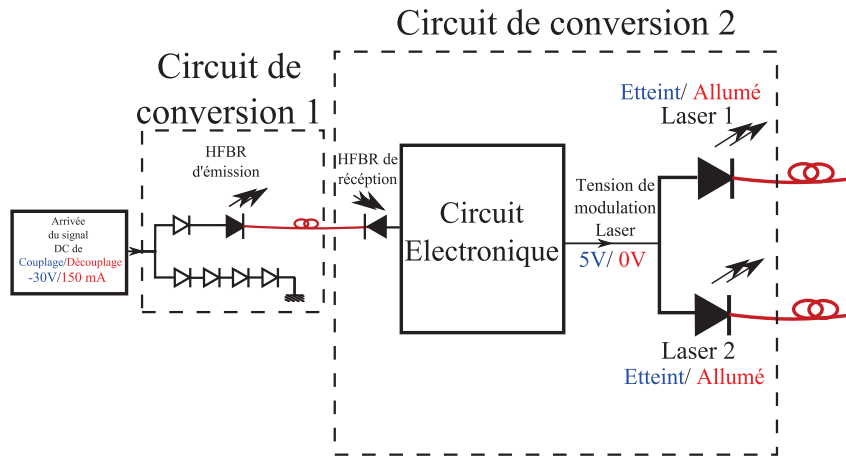 Circuit de conversion 2
Circuit de
conversion 1
Etteint/ Allumé
Laser 1
HFBR
d'émission
HFBR de
récéption
Arrivée
du signal
DC de
Couplage/Découplage
-30V/150 mA
Circuit
Electronique
Tension de
modulation
Laser
5V/ 0V
Laser 2
Etteint/ Allumé